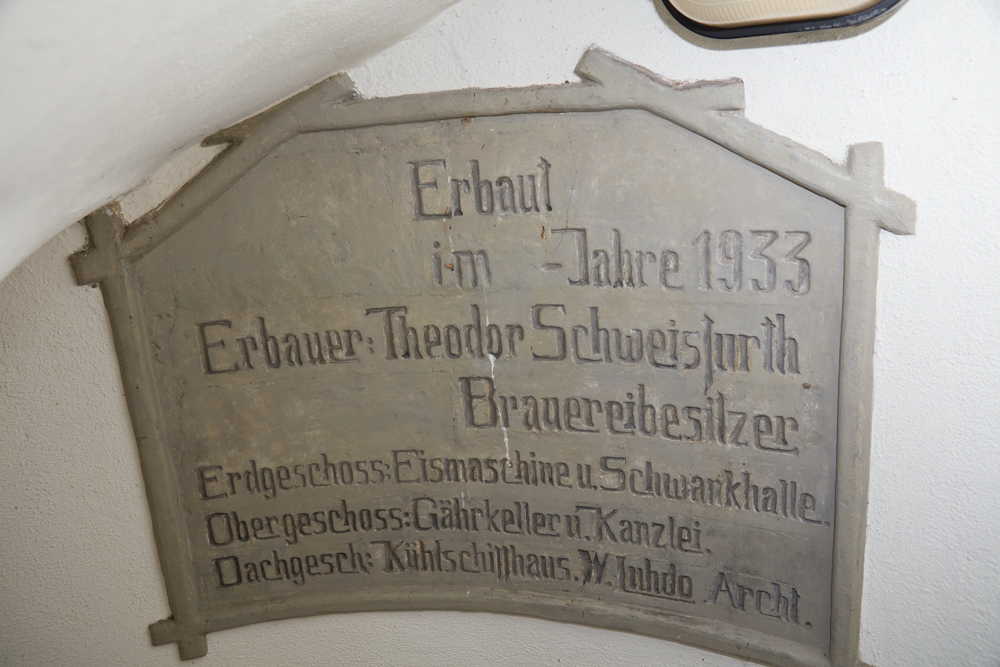 Erbaut
im - Jahre 1933
Erbauer: Theodor Schweisfurth
Brauereibesitzer
Erdgeschoss: Eismaschine u. Schwankhalle.
Obergeschoss: Gährkeller u. Kanzlei.
Dachgesch: Kühlschiffhaus. W. Luhdo Archt.